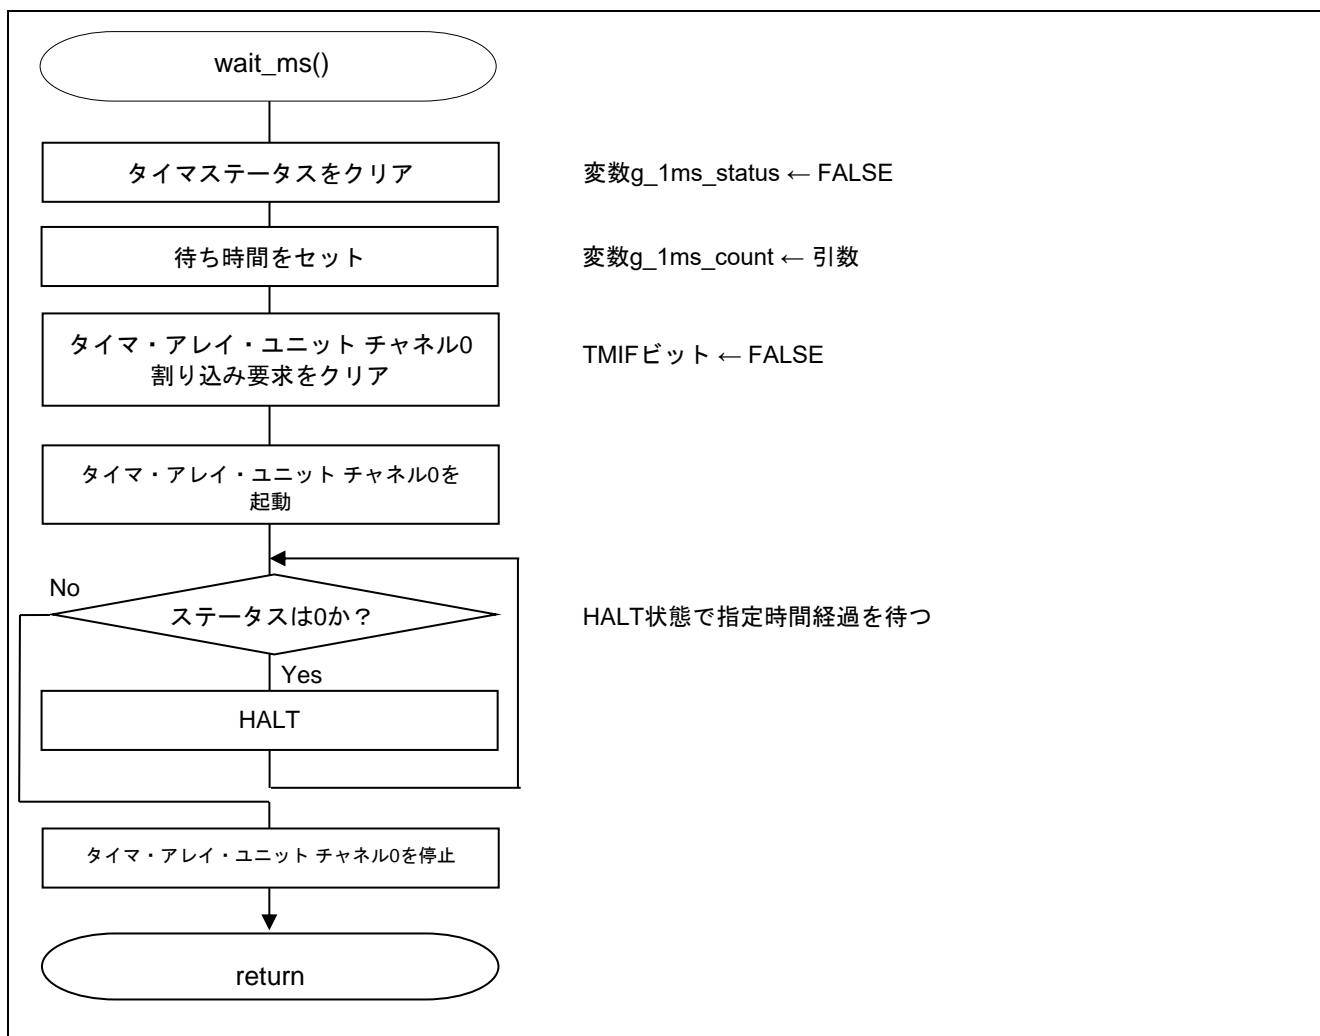 wait_ms()
タイマステータスをクリア
変数g_1ms_status ← FALSE
待ち時間をセット
変数g_1ms_count ← 引数
タイマ・アレイ・ユニット チャネル0
割り込み要求をクリア
TMIFビット ← FALSE
タイマ・アレイ・ユニット チャネル0を
起動
No
ステータスは0か？
HALT状態で指定時間経過を待つ
Yes
HALT
タイマ・アレイ・ユニット チャネル0を停止
return